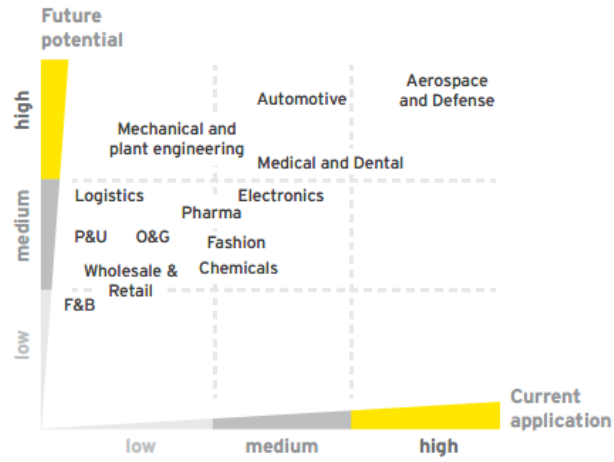 Future
potential
high
medium
low
Aerospace
and Defense
Automotive
Mechanical and
plant engineering
Medical and Dental
Logistics
Electronics
Pharma
P&U
O&G
Fashion
Wholesale &
Retail
Chemicals
F&B
Current
application
low
medium
high